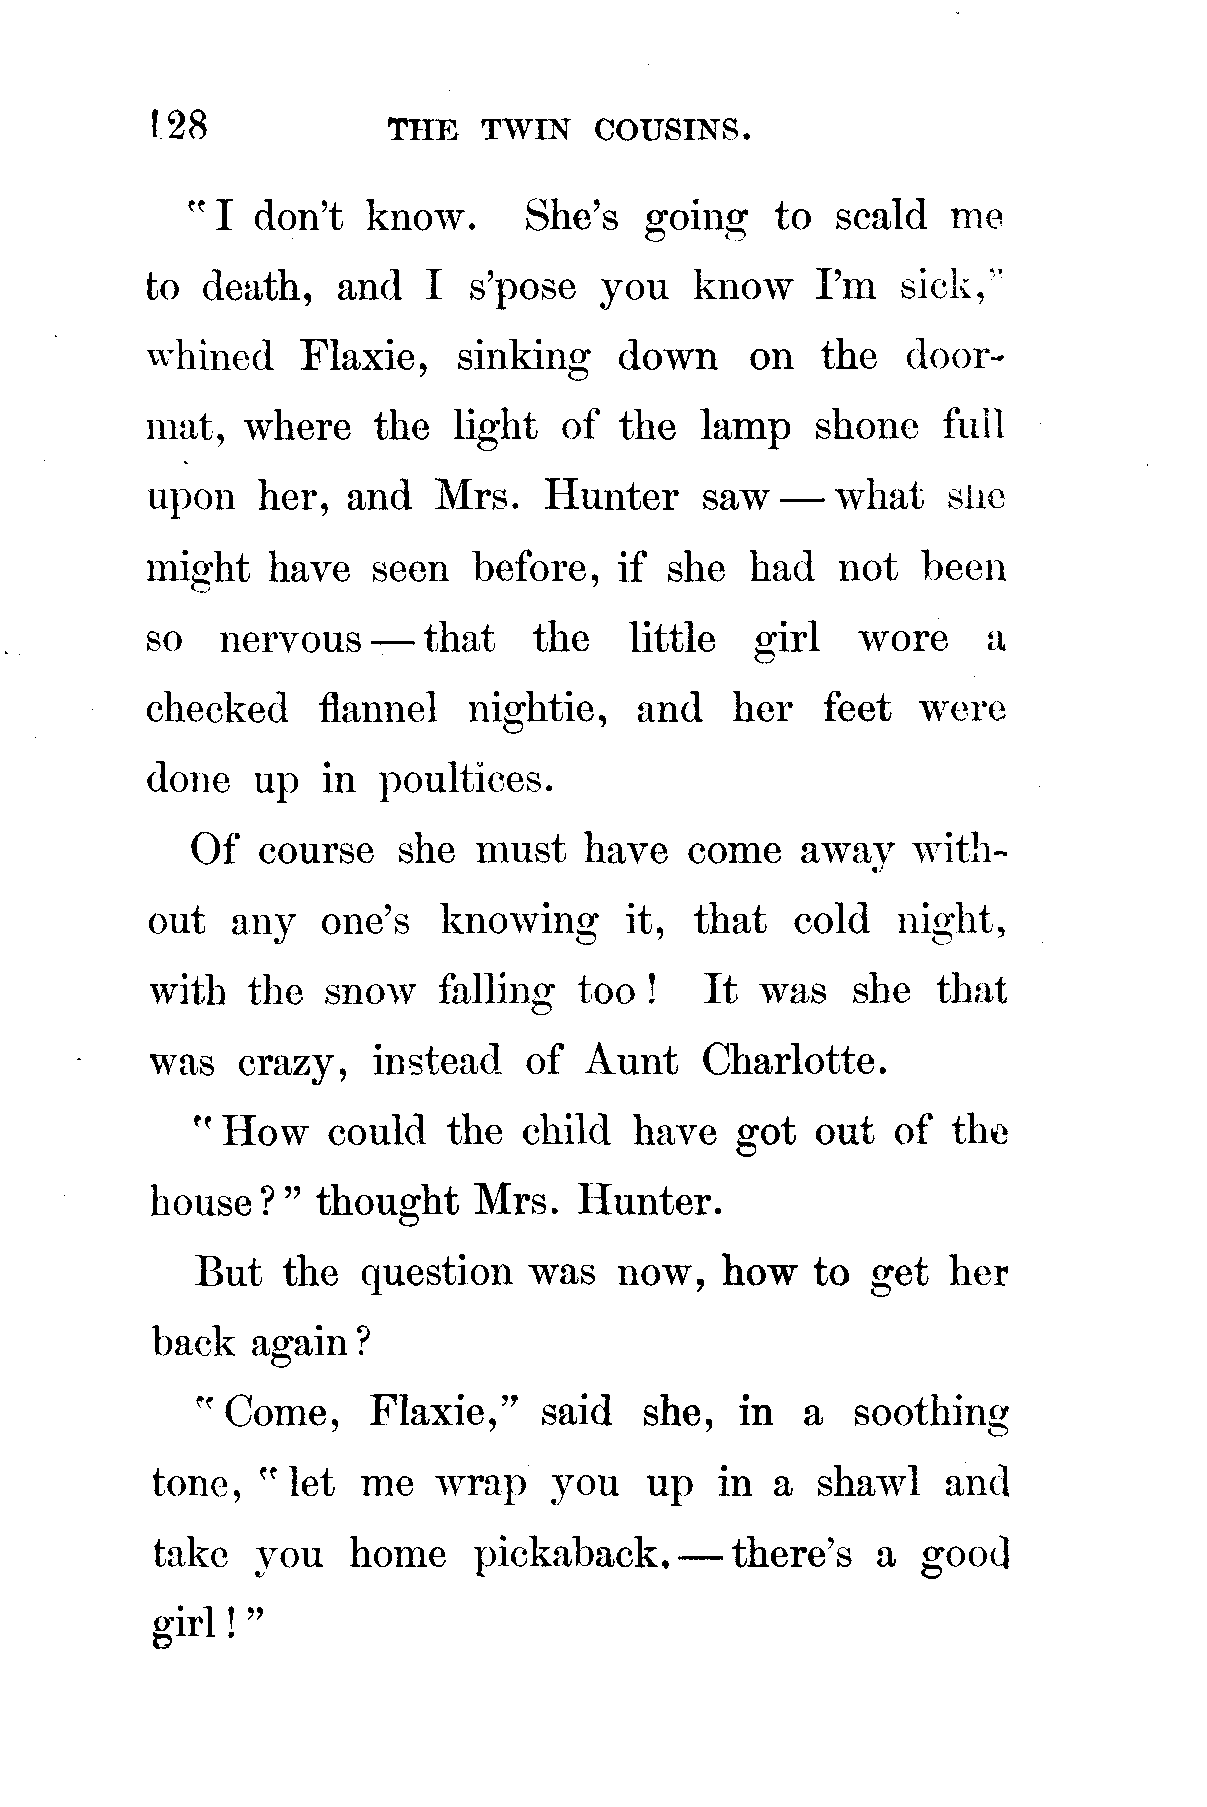 128 THE TWIN COUSINS.
"I don't know. She's going to scald me
to death, and I s'pose you know I'm sick,"
whined Flaxie, sinking down on the door-
mat, where the light of the lamp shone full
upon her, and Mrs. Hunter saw — what she
might have seen before, if she had not been
so nervous — that the little girl wore a
checked flannel nightie, and her feet were
done up in poultices.
Of course she must have come away with-
out any one's knowing it, that cold night,
with the snow falling too! It was she that
was crazy, instead of Aunt Charlotte.
"How could the child have got out of the
house?" thought Mrs. Hunter.
But the question was now, how to get her
back again?
"Come, Flaxie," said she, in a soothing
tone, "let me wrap you up in a shawl and
take you home pickaback, — there's a good
girl!"